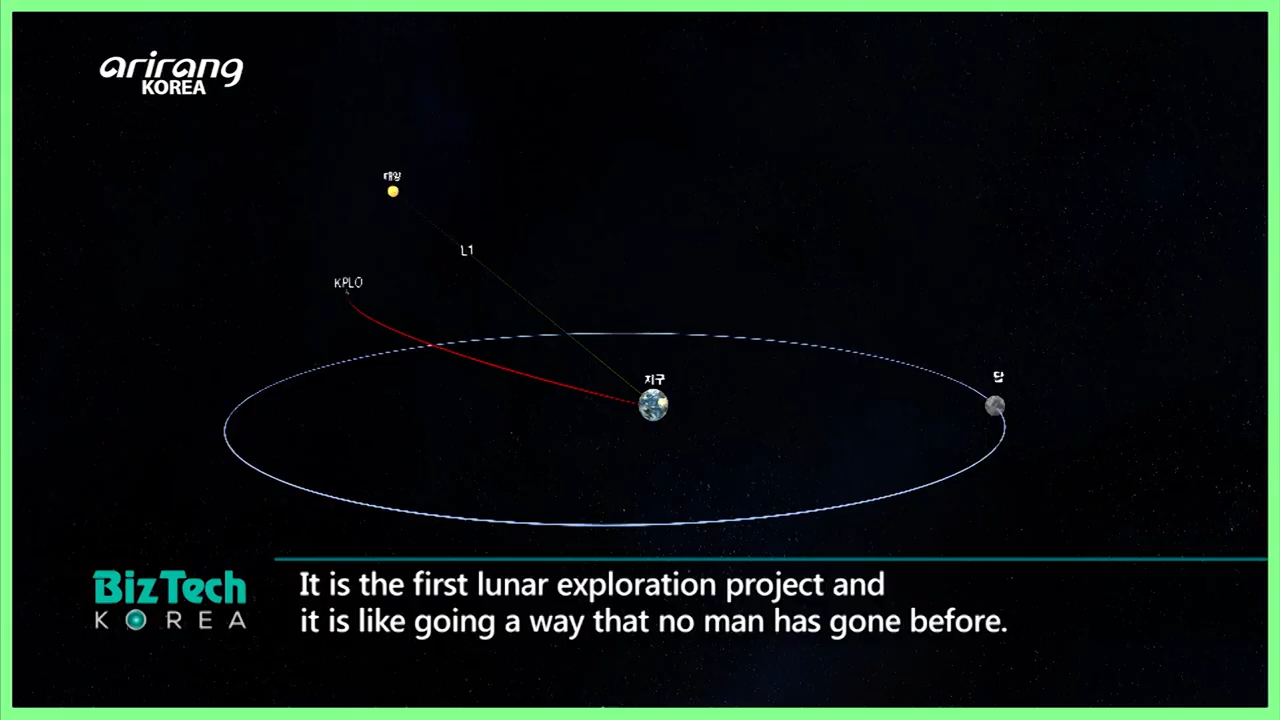 arirang
KOREA
태양
L1
KPLO
지구
달
BizTech
KOREA
It is the first lunar exploration project and
it is like going a way that no man has gone before.